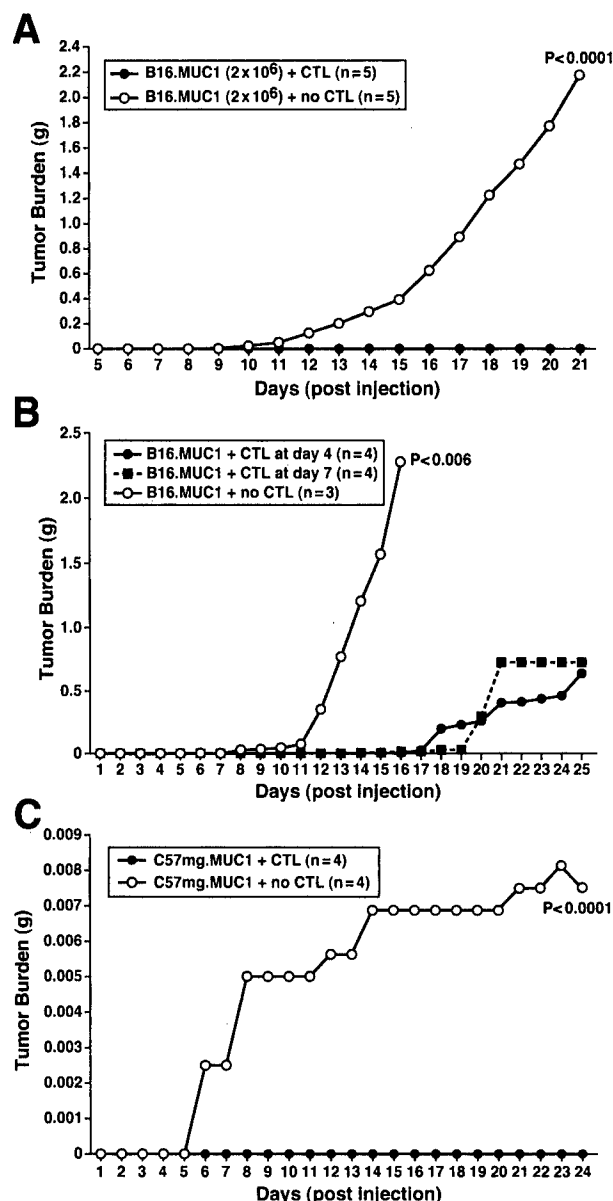 A
2.4
2.2
2.0
1.8
1.6
1.4
1.2
1.0
0.8
0.6
0.4
0.2
0
Tumor Burden (g)
B16.MUC1 (2 x 10⁶) + CTL (n=5)
B16.MUC1 (2 x 10⁶) + no CTL (n=5)
P<0.0001
5 6 7 8 9 10 11 12 13 14 15 16 17 18 19 20 21
Days (post injection)
B
2.5
2.0
1.5
1.0
0.5
0
Tumor Burden (g)
B16.MUC1 + CTL at day 4 (n=4)
B16.MUC1 + CTL at day 7 (n=4)
B16.MUC1 + no CTL (n=3)
P<0.006
1 2 3 4 5 6 7 8 9 10 11 12 13 14 15 16 17 18 19 20 21 22 23 24 25
Days (post injection)
C
0.009
0.008
0.007
0.006
0.005
0.004
0.003
0.002
0.001
0
Tumor Burden (g)
C57mg.MUC1 + CTL (n=4)
C57mg.MUC1 + no CTL (n=4)
P<0.0001
1 2 3 4 5 6 7 8 9 10 11 12 13 14 15 16 17 18 19 20 21 22 23 24
Days (post injection)